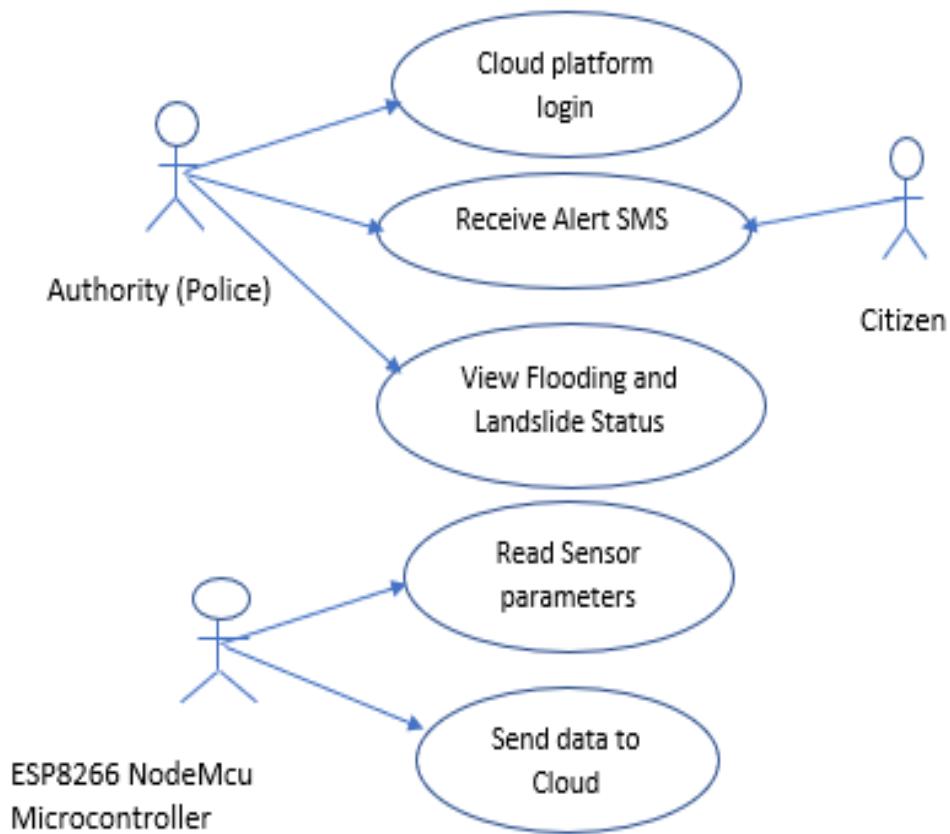 Cloud platform
login
Receive Alert SMS
Authority (Police)
Citizen
View Flooding and
Landslide Status
Read Sensor
parameters
Send data to
Cloud
ESP8266 NodeMcu
Microcontroller